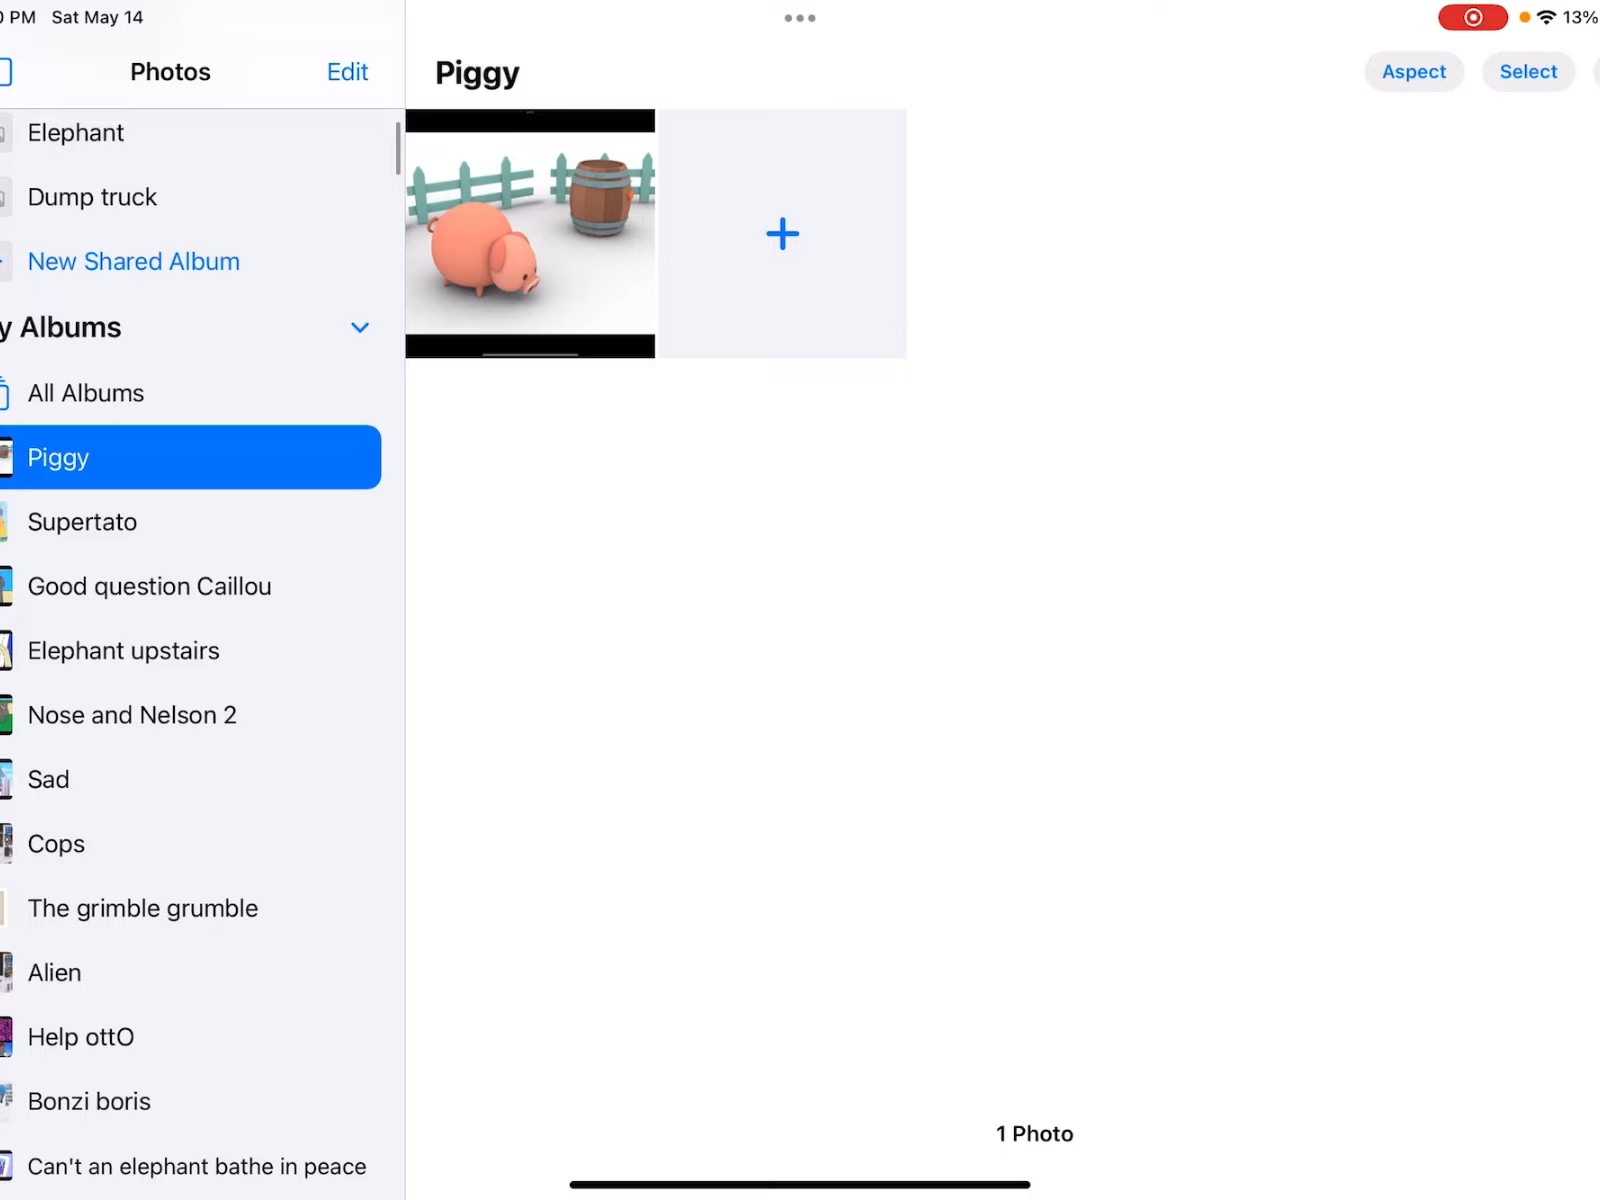 PM Sat May 14
13%
Photos
Edit
Piggy
Aspect
Select
Elephant
Dump truck
New Shared Album
y Albums
All Albums
Piggy
Supertato
Good question Caillou
Elephant upstairs
Nose and Nelson 2
Sad
Cops
The grimble grumble
Alien
Help ottO
Bonzi boris
Can't an elephant bathe in peace
1 Photo